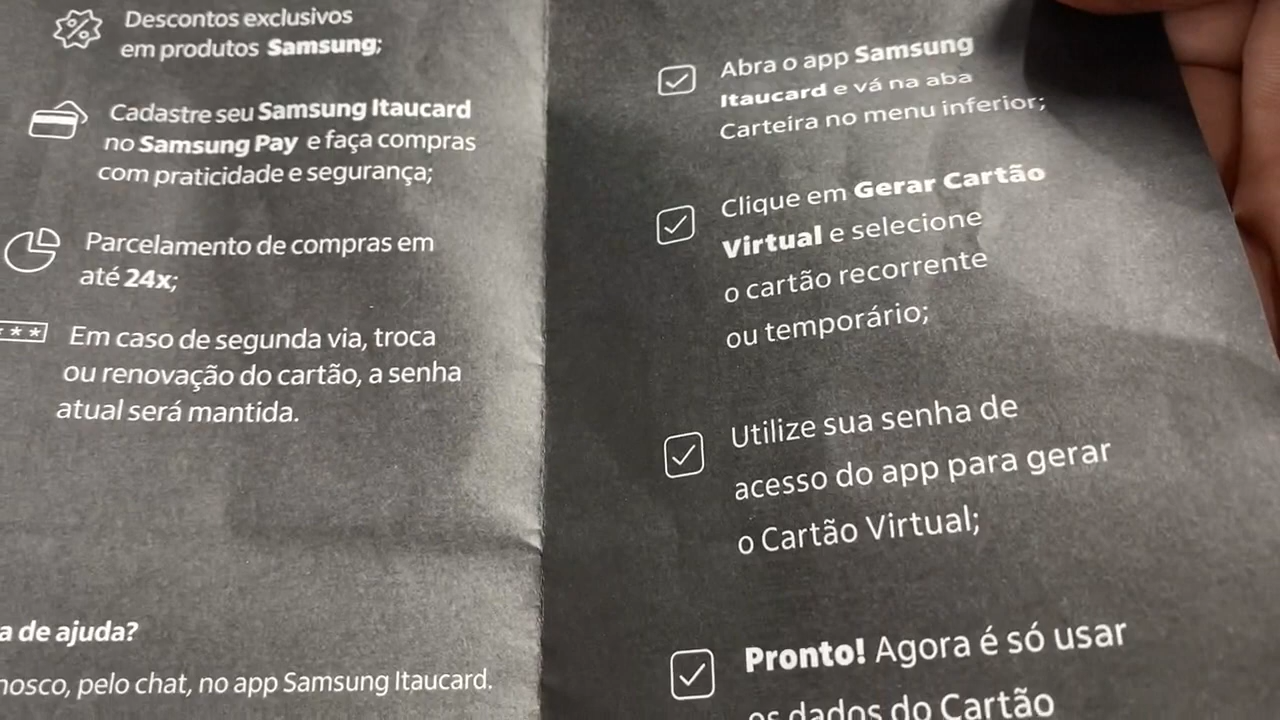 Descontos exclusivos
em produtos Samsung;
Cadastre seu Samsung Itaucard
no Samsung Pay e faça compras
com praticidade e segurança;
Parcelamento de compras em
até 24x;
***
Em caso de segunda via, troca
ou renovação do cartão, a senha
atual será mantida.
a de ajuda?
nosco, pelo chat, no app Samsung Itaucard.
Abra o app Samsung
Itaucard e vá na aba
Carteira no menu inferior;
Clique em Gerar Cartão
Virtual e selecione
o cartão recorrente
ou temporário;
Utilize sua senha de
acesso do app para gerar
o Cartão Virtual;
Pronto! Agora é só usar
os dados do Cartão